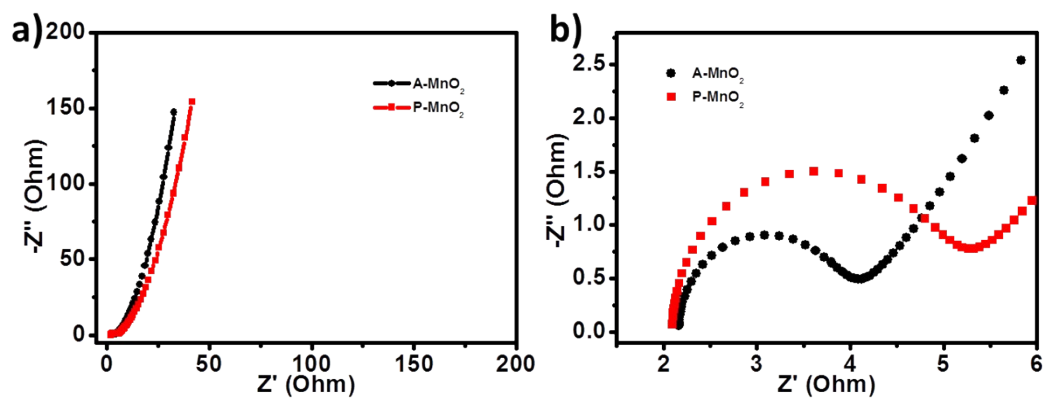 a)
200
150
100
50
0
-Z'' (Ohm)
0 50 100 150 200
Z' (Ohm)
A-MnO₂
P-MnO₂
b)
2.5
2.0
1.5
1.0
0.5
0.0
-Z'' (Ohm)
2 3 4 5 6
Z' (Ohm)
A-MnO₂
P-MnO₂